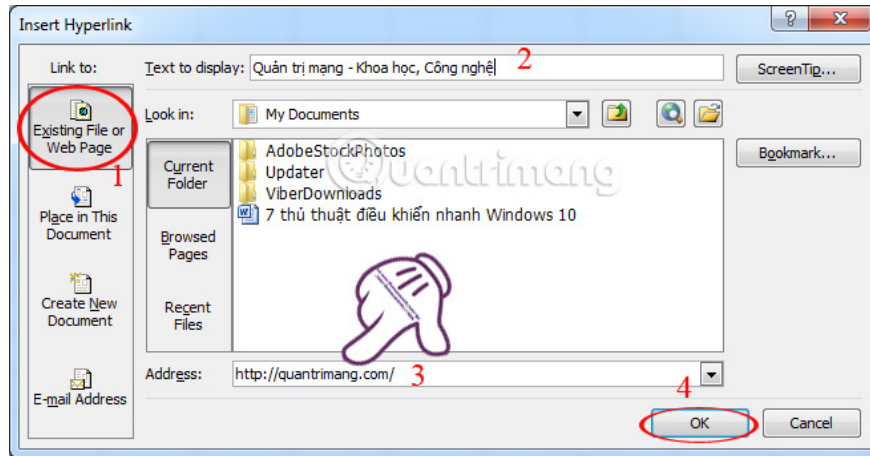 Insert Hyperlink
Link to:
Text to display: Quản trị mạng - Khoa học, Công nghệ 2
ScreenTip...
Existing File or
Web Page
1
Look in: My Documents
Current
Folder
AdobeStockPhotos
Updater
ViberDownloads
7 thủ thuật điều khiển nhanh Windows 10
Quantrimang
Bookmark...
Place in This
Document
Browsed
Pages
Create New
Document
Recent
Files
E-mail Address
Address: http://quantrimang.com/ 3
4
OK
Cancel